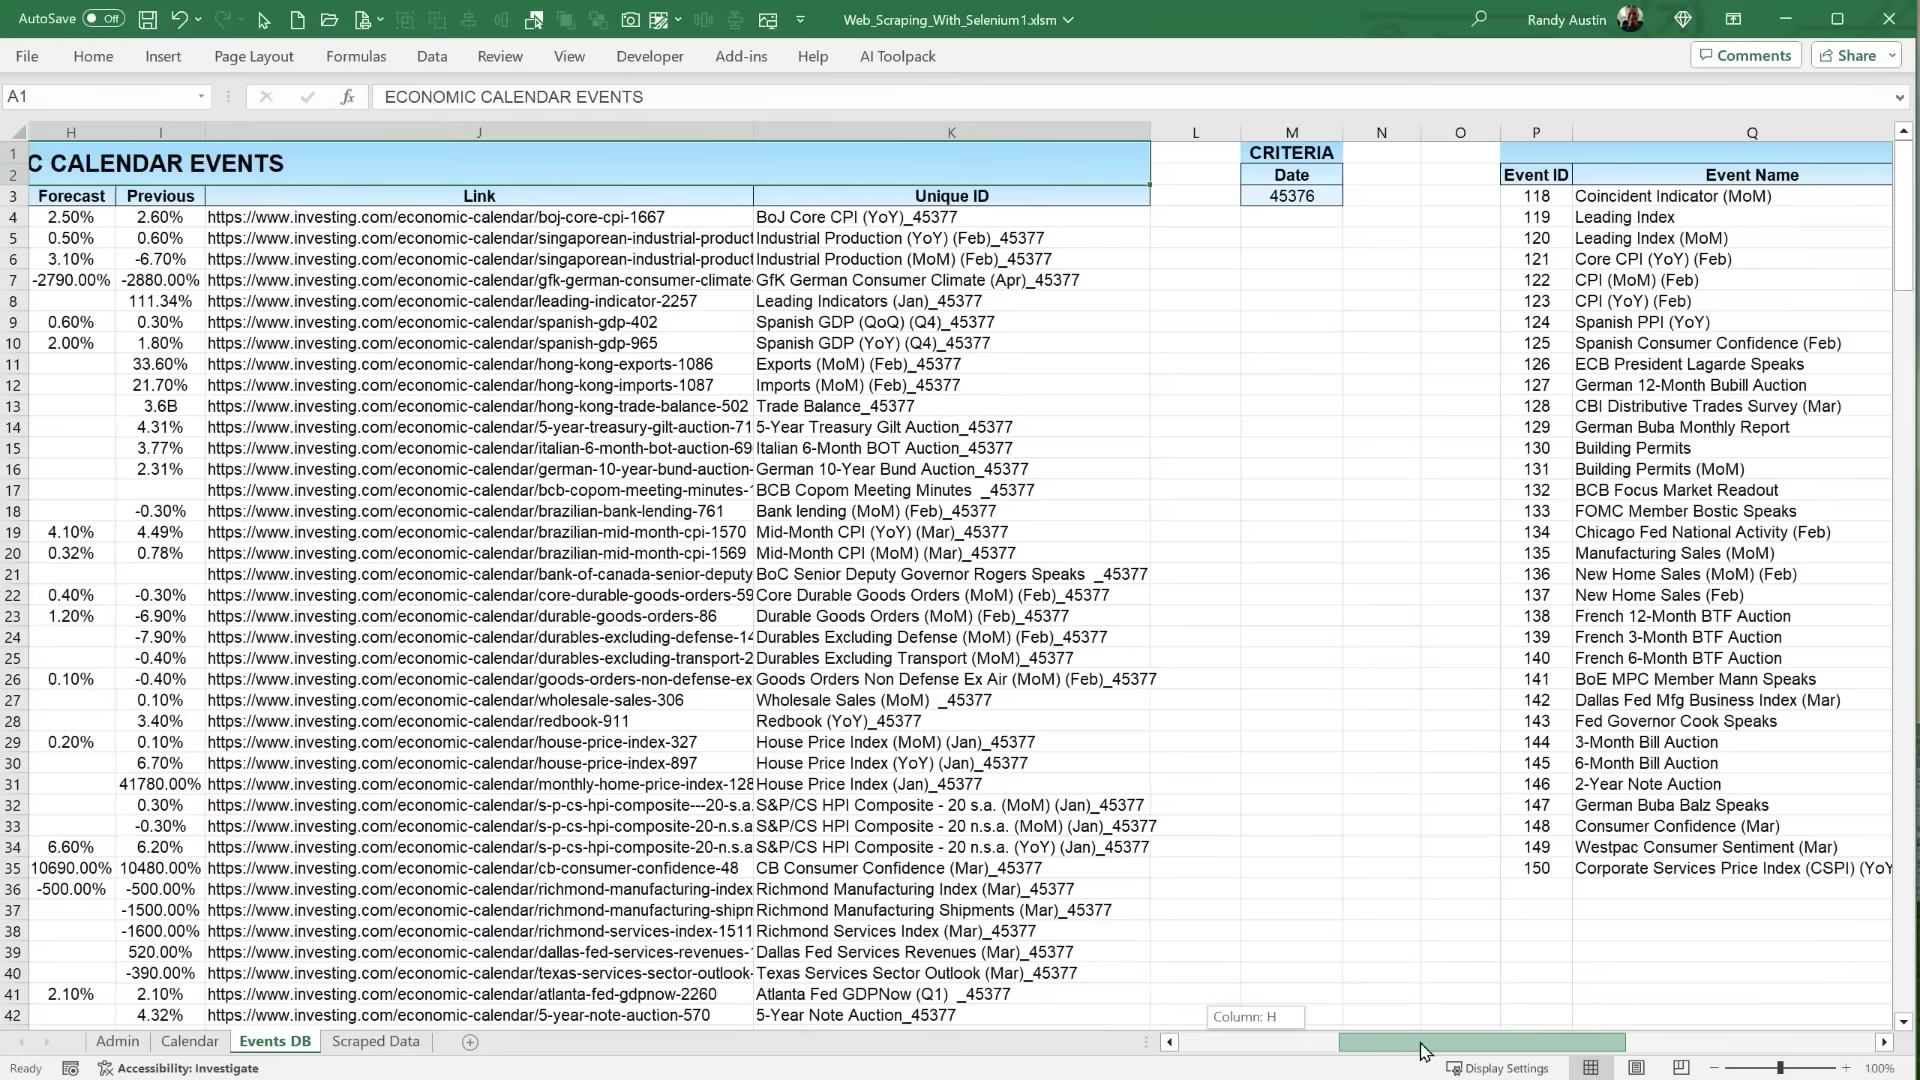 AutoSave Off Web_Scraping_With_Selenium1.xlsm Randy Austin
File Home Insert Page Layout Formulas Data Review View Developer Add-ins Help AI Toolpack Comments Share
A1 fx ECONOMIC CALENDAR EVENTS
H I J K L M N O P Q
1 C CALENDAR EVENTS CRITERIA
2 Date Event ID Event Name
3 Forecast Previous Link Unique ID 45376 118 Coincident Indicator (MoM)
4 2.50% 2.60% https://www.investing.com/economic-calendar/boj-core-cpi-1667 BoJ Core CPI (YoY)_45377 119 Leading Index
5 0.50% 0.60% https://www.investing.com/economic-calendar/singaporean-industrial-product Industrial Production (YoY) (Feb)_45377 120 Leading Index (MoM)
6 3.10% -6.70% https://www.investing.com/economic-calendar/singaporean-industrial-product Industrial Production (MoM) (Feb)_45377 121 Core CPI (YoY) (Feb)
7 -2790.00% -2880.00% https://www.investing.com/economic-calendar/gfk-german-consumer-climate- GfK German Consumer Climate (Apr)_45377 122 CPI (MoM) (Feb)
8 111.34% https://www.investing.com/economic-calendar/leading-indicator-2257 Leading Indicators (Jan)_45377 123 CPI (YoY) (Feb)
9 0.60% 0.30% https://www.investing.com/economic-calendar/spanish-gdp-402 Spanish GDP (QoQ) (Q4)_45377 124 Spanish PPI (YoY)
10 2.00% 1.80% https://www.investing.com/economic-calendar/spanish-gdp-965 Spanish GDP (YoY) (Q4)_45377 125 Spanish Consumer Confidence (Feb)
11 33.60% https://www.investing.com/economic-calendar/hong-kong-exports-1086 Exports (MoM) (Feb)_45377 126 ECB President Lagarde Speaks
12 21.70% https://www.investing.com/economic-calendar/hong-kong-imports-1087 Imports (MoM) (Feb)_45377 127 German 12-Month Bubill Auction
13 3.6B https://www.investing.com/economic-calendar/hong-kong-trade-balance-502 Trade Balance_45377 128 CBI Distributive Trades Survey (Mar)
14 4.31% https://www.investing.com/economic-calendar/5-year-treasury-gilt-auction-71 5-Year Treasury Gilt Auction_45377 129 German Buba Monthly Report
15 3.77% https://www.investing.com/economic-calendar/italian-6-month-bot-auction-69 Italian 6-Month BOT Auction_45377 130 Building Permits
16 2.31% https://www.investing.com/economic-calendar/german-10-year-bund-auction- German 10-Year Bund Auction_45377 131 Building Permits (MoM)
17 https://www.investing.com/economic-calendar/bcb-copom-meeting-minutes- BCB Copom Meeting Minutes _45377 132 BCB Focus Market Readout
18 -0.30% https://www.investing.com/economic-calendar/brazilian-bank-lending-761 Bank lending (MoM) (Feb)_45377 133 FOMC Member Bostic Speaks
19 4.10% 4.49% https://www.investing.com/economic-calendar/brazilian-mid-month-cpi-1570 Mid-Month CPI (YoY) (Mar)_45377 134 Chicago Fed National Activity (Feb)
20 0.32% 0.78% https://www.investing.com/economic-calendar/brazilian-mid-month-cpi-1569 Mid-Month CPI (MoM) (Mar)_45377 135 Manufacturing Sales (MoM)
21 https://www.investing.com/economic-calendar/bank-of-canada-senior-deputy BoC Senior Deputy Governor Rogers Speaks _45377 136 New Home Sales (MoM) (Feb)
22 0.40% -0.30% https://www.investing.com/economic-calendar/core-durable-goods-orders-59 Core Durable Goods Orders (MoM) (Feb)_45377 137 New Home Sales (Feb)
23 1.20% -6.90% https://www.investing.com/economic-calendar/durable-goods-orders-86 Durable Goods Orders (MoM) (Feb)_45377 138 French 12-Month BTF Auction
24 -7.90% https://www.investing.com/economic-calendar/durables-excluding-defense-14 Durables Excluding Defense (MoM) (Feb)_45377 139 French 3-Month BTF Auction
25 -0.40% https://www.investing.com/economic-calendar/durables-excluding-transport-2 Durables Excluding Transport (MoM)_45377 140 French 6-Month BTF Auction
26 0.10% -0.40% https://www.investing.com/economic-calendar/goods-orders-non-defense-ex Goods Orders Non Defense Ex Air (MoM) (Feb)_45377 141 BoE MPC Member Mann Speaks
27 0.10% https://www.investing.com/economic-calendar/wholesale-sales-306 Wholesale Sales (MoM) _45377 142 Dallas Fed Mfg Business Index (Mar)
28 3.40% https://www.investing.com/economic-calendar/redbook-911 Redbook (YoY)_45377 143 Fed Governor Cook Speaks
29 0.20% 0.10% https://www.investing.com/economic-calendar/house-price-index-327 House Price Index (MoM) (Jan)_45377 144 3-Month Bill Auction
30 6.70% https://www.investing.com/economic-calendar/house-price-index-897 House Price Index (YoY) (Jan)_45377 145 6-Month Bill Auction
31 41780.00% https://www.investing.com/economic-calendar/monthly-home-price-index-128 House Price Index (Jan)_45377 146 2-Year Note Auction
32 0.30% https://www.investing.com/economic-calendar/s-p-cs-hpi-composite---20-s.a. S&P/CS HPI Composite - 20 s.a. (MoM) (Jan)_45377 147 German Buba Balz Speaks
33 -0.30% https://www.investing.com/economic-calendar/s-p-cs-hpi-composite-20-n.s.a S&P/CS HPI Composite - 20 n.s.a. (MoM) (Jan)_45377 148 Consumer Confidence (Mar)
34 6.60% 6.20% https://www.investing.com/economic-calendar/s-p-cs-hpi-composite-20-n.s.a S&P/CS HPI Composite - 20 n.s.a. (YoY) (Jan)_45377 149 Westpac Consumer Sentiment (Mar)
35 10690.00% 10480.00% https://www.investing.com/economic-calendar/cb-consumer-confidence-48 CB Consumer Confidence (Mar)_45377 150 Corporate Services Price Index (CSPI) (YoY
36 -500.00% -500.00% https://www.investing.com/economic-calendar/richmond-manufacturing-index Richmond Manufacturing Index (Mar)_45377
37 -1500.00% https://www.investing.com/economic-calendar/richmond-manufacturing-shipm Richmond Manufacturing Shipments (Mar)_45377
38 -1600.00% https://www.investing.com/economic-calendar/richmond-services-index-1511 Richmond Services Index (Mar)_45377
39 520.00% https://www.investing.com/economic-calendar/dallas-fed-services-revenues- Dallas Fed Services Revenues (Mar)_45377
40 -390.00% https://www.investing.com/economic-calendar/texas-services-sector-outlook- Texas Services Sector Outlook (Mar)_45377
41 2.10% 2.10% https://www.investing.com/economic-calendar/atlanta-fed-gdpnow-2260 Atlanta Fed GDPNow (Q1) _45377
42 4.32% https://www.investing.com/economic-calendar/5-year-note-auction-570 5-Year Note Auction_45377
Column: H
Admin Calendar Events DB Scraped Data
Ready Accessibility: Investigate Display Settings 100%